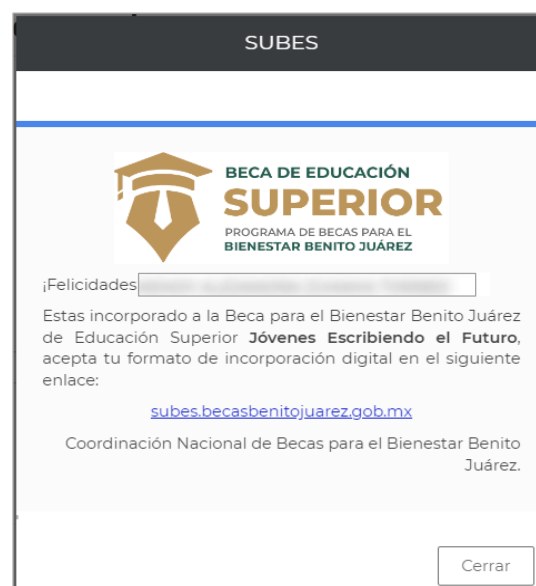 SUBES
BECA DE EDUCACIÓN
SUPERIOR
PROGRAMA DE BECAS PARA EL
BIENESTAR BENITO JUÁREZ
¡Felicidades
Estas incorporado a la Beca para el Bienestar Benito Juárez
de Educación Superior Jóvenes Escribiendo el Futuro,
acepta tu formato de incorporación digital en el siguiente
enlace:
subes.becasbenitojuarez.gob.mx
Coordinación Nacional de Becas para el Bienestar Benito
Juárez.
Cerrar